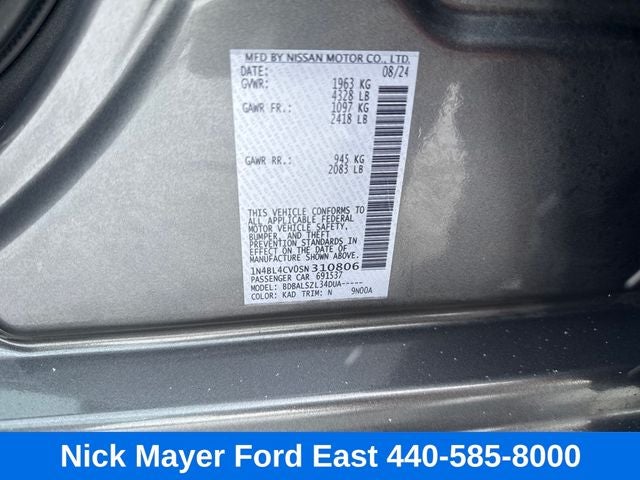 MFD BY NISSAN MOTOR CO., LTD.
DATE: 08/24
GVWR: 1963 KG
4328 LB
GAWR FR.: 1097 KG
2418 LB
GAWR RR.: 945 KG
2083 LB
THIS VEHICLE CONFORMS TO
ALL APPLICABLE FEDERAL
MOTOR VEHICLE SAFETY,
BUMPER, AND THEFT
PREVENTION STANDARDS IN
EFFECT ON THE DATE OF
MANUFACTURE SHOWN ABOVE.
1N4BL4CV0SN310806
PASSENGER CAR 691537
MODEL: BDBALSZL34DUA-----
COLOR: KAD TRIM: N 9N00A
Nick Mayer Ford East 440-585-8000